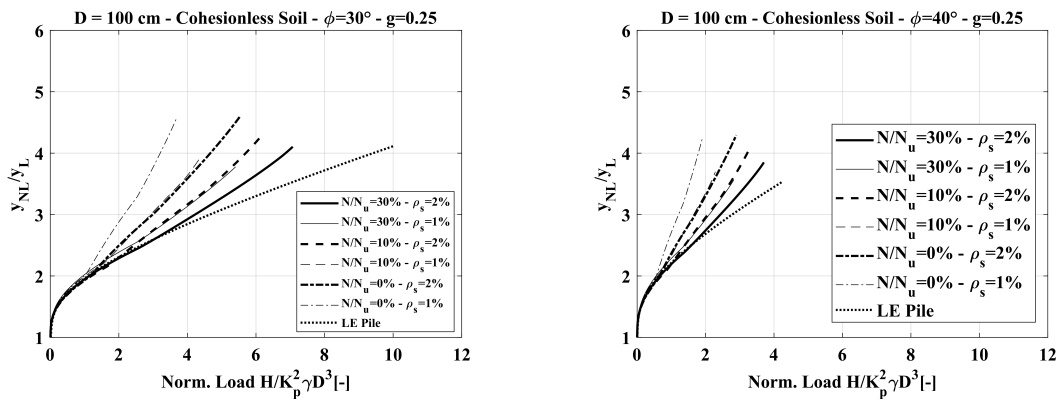 D = 100 cm - Cohesionless Soil - ϕ=30° - g=0.25
6
5
4
3
2
1
y_NL/y_L
0 2 4 6 8 10 12
Norm. Load H/K_p^2 γD^3[-]
N/N_u=30% - ρ_s=2%
N/N_u=30% - ρ_s=1%
N/N_u=10% - ρ_s=2%
N/N_u=10% - ρ_s=1%
N/N_u=0% - ρ_s=2%
N/N_u=0% - ρ_s=1%
LE Pile
D = 100 cm - Cohesionless Soil - ϕ=40° - g=0.25
6
5
4
3
2
1
y_NL/y_L
0 2 4 6 8 10 12
Norm. Load H/K_p^2 γD^3[-]
N/N_u=30% - ρ_s=2%
N/N_u=30% - ρ_s=1%
N/N_u=10% - ρ_s=2%
N/N_u=10% - ρ_s=1%
N/N_u=0% - ρ_s=2%
N/N_u=0% - ρ_s=1%
LE Pile